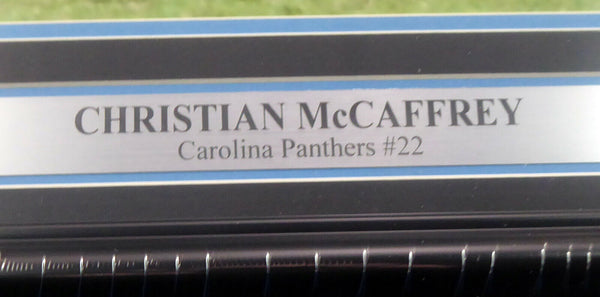 CHRISTIAN McCAFFREY
Carolina Panthers #22